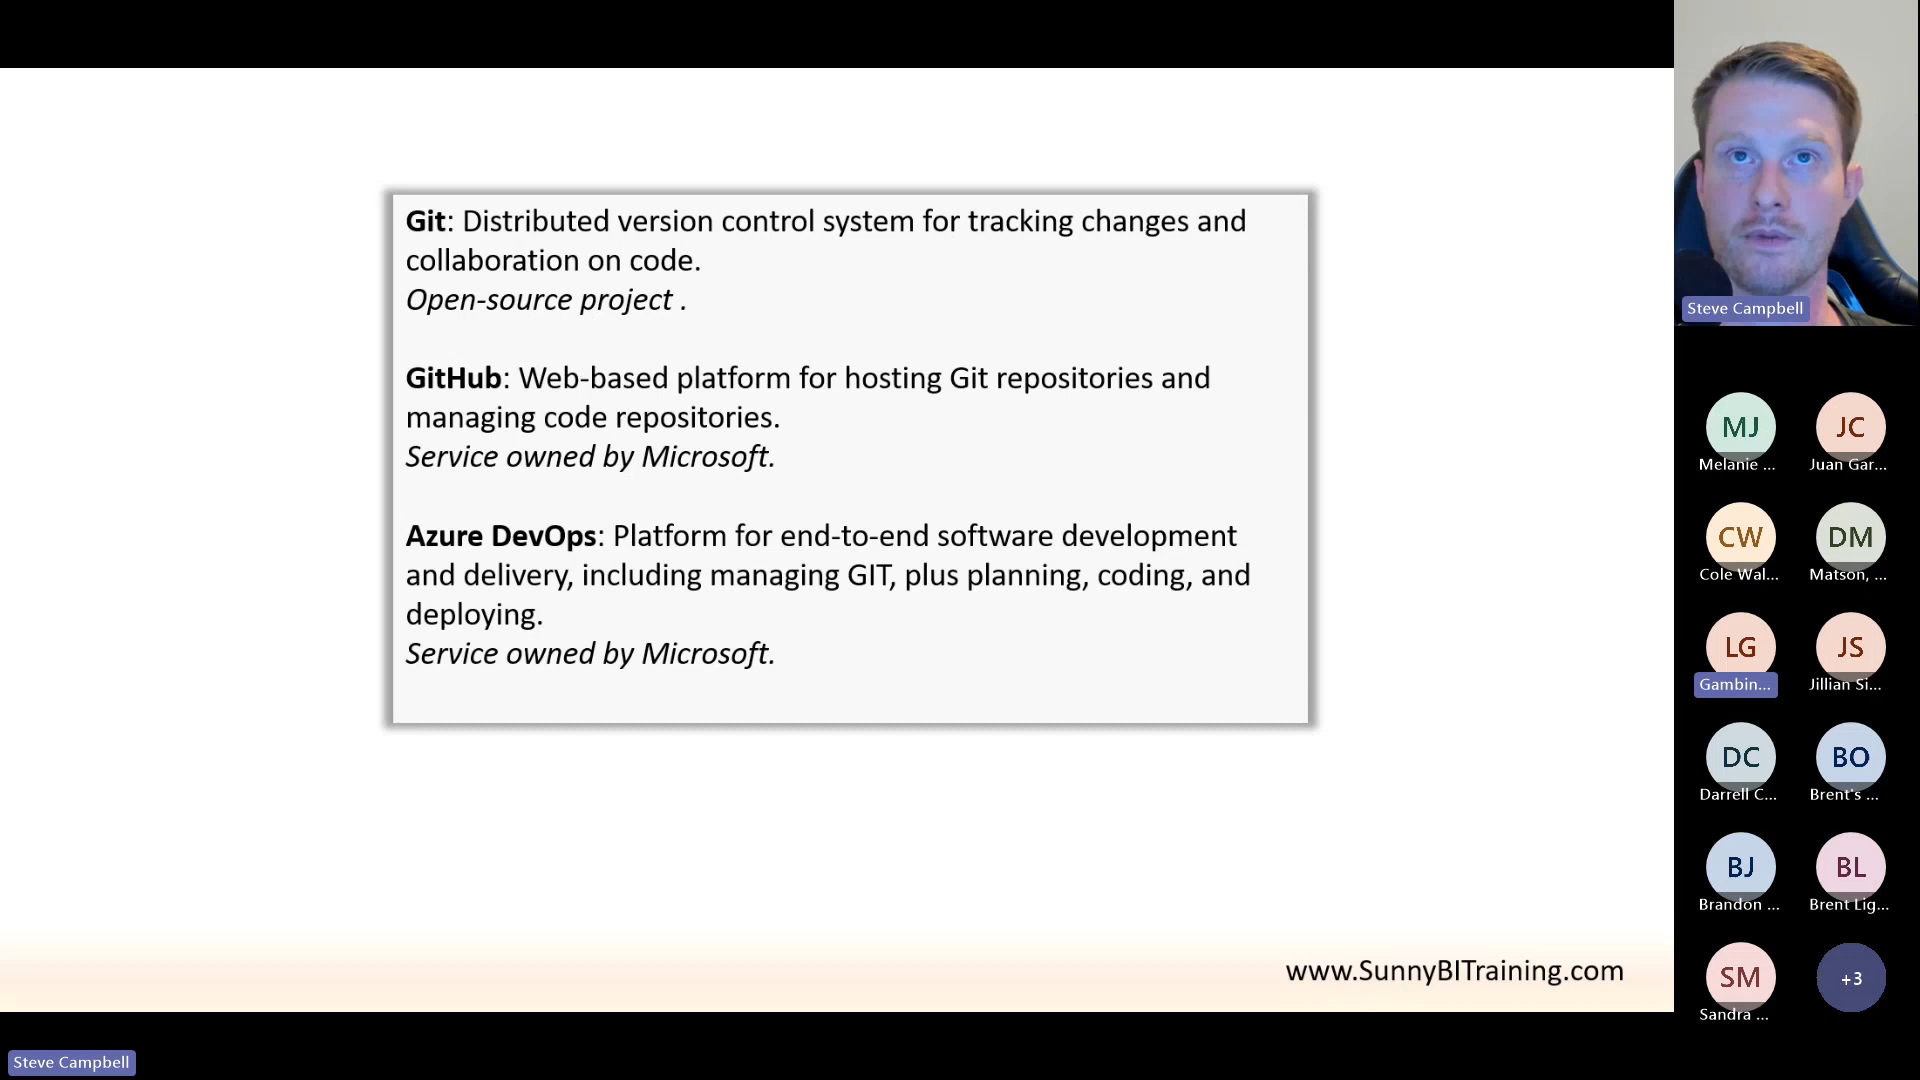 Git: Distributed version control system for tracking changes and
collaboration on code.
Open-source project .
GitHub: Web-based platform for hosting Git repositories and
managing code repositories.
Service owned by Microsoft.
Azure DevOps: Platform for end-to-end software development
and delivery, including managing GIT, plus planning, coding, and
deploying.
Service owned by Microsoft.
www.SunnyBITraining.com
Steve Campbell
Steve Campbell
MJ JC
Melanie ... Juan Gar...
CW DM
Cole Wal... Matson, ...
LG JS
Gambin... Jillian Si...
DC BO
Darrell C... Brent's ...
BJ BL
Brandon ... Brent Lig...
SM +3
Sandra ...